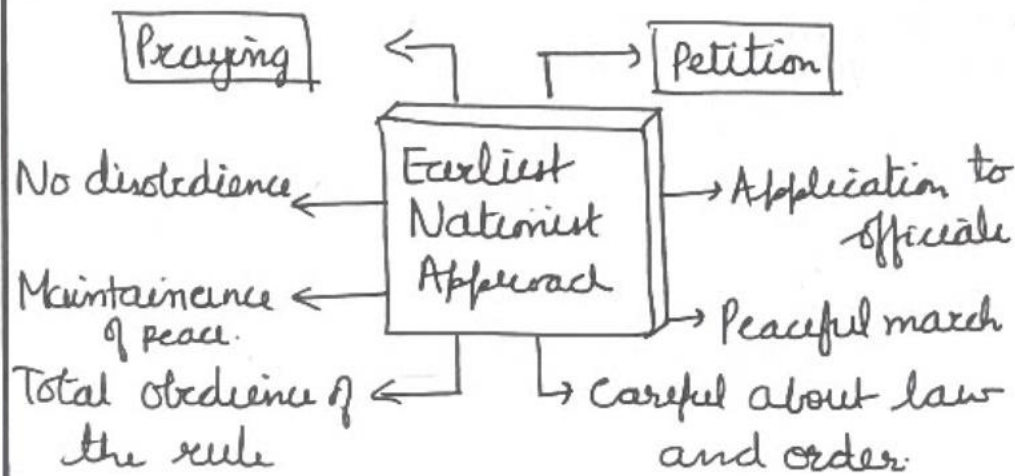 Praying
Petition
Earliest
Nationist
Approach
No disobedience
Maintainence
of peace.
Total obedience of
the rule
Application to
officials
Peaceful march
Careful about law
and order.